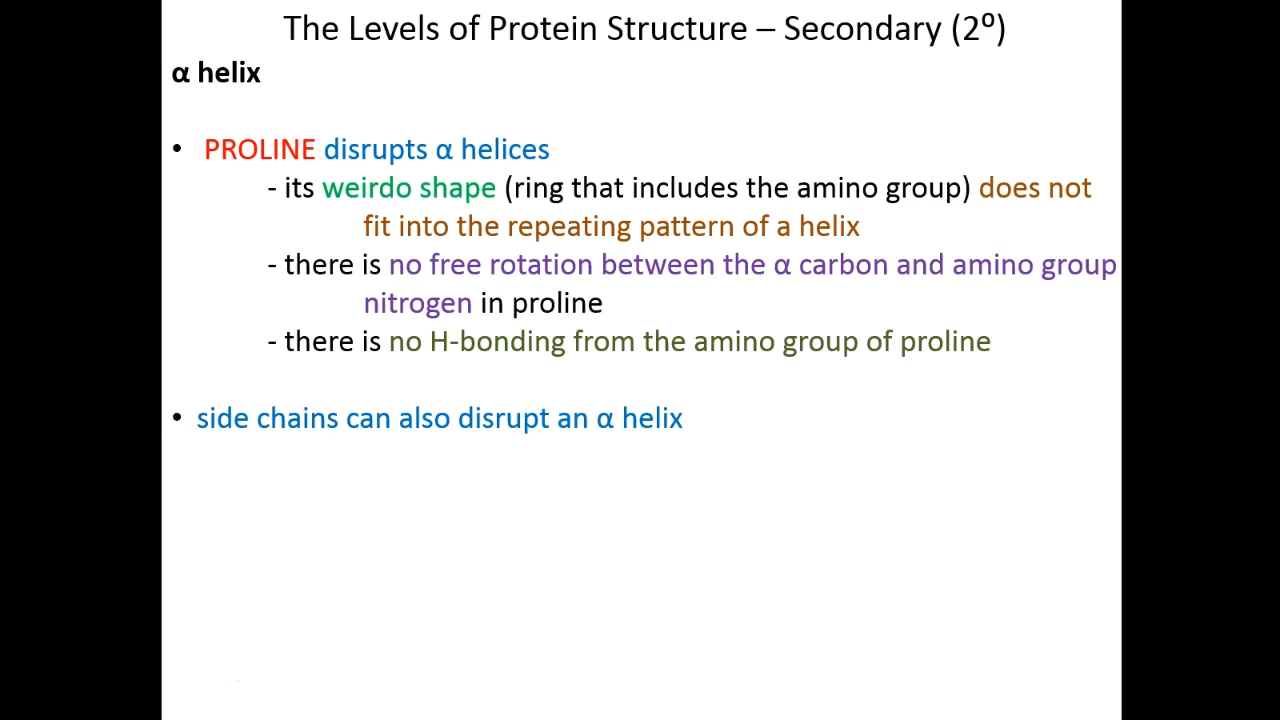 The Levels of Protein Structure – Secondary (2⁰)
α helix
• PROLINE disrupts α helices
- its weirdo shape (ring that includes the amino group) does not
fit into the repeating pattern of a helix
- there is no free rotation between the α carbon and amino group
nitrogen in proline
- there is no H-bonding from the amino group of proline
• side chains can also disrupt an α helix